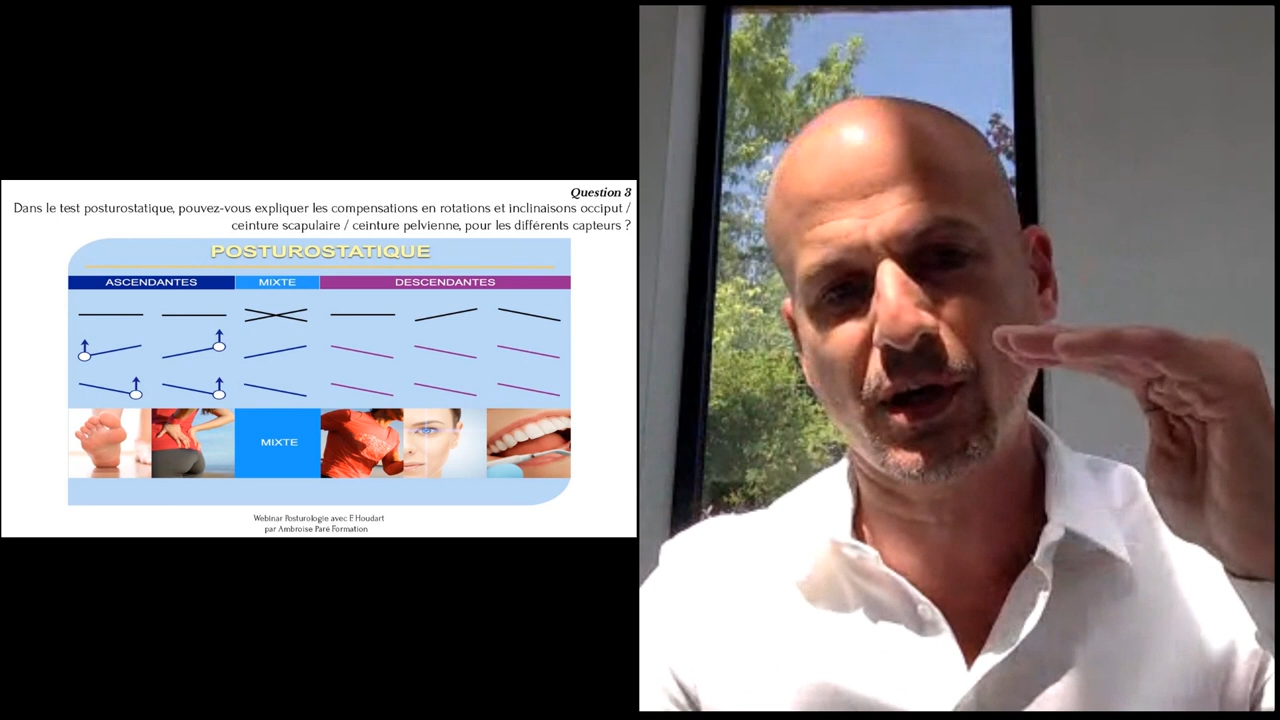 Question 3
Dans le test posturostatique, pouvez-vous expliquer les compensations en rotations et inclinaisons occiput /
ceinture scapulaire / ceinture pelvienne, pour les différents capteurs ?
POSTUROSTATIQUE
ASCENDANTES MIXTE DESCENDANTES
MIXTE
Webinar Posturologie avec F Houdart
par Ambroise Paré Formation